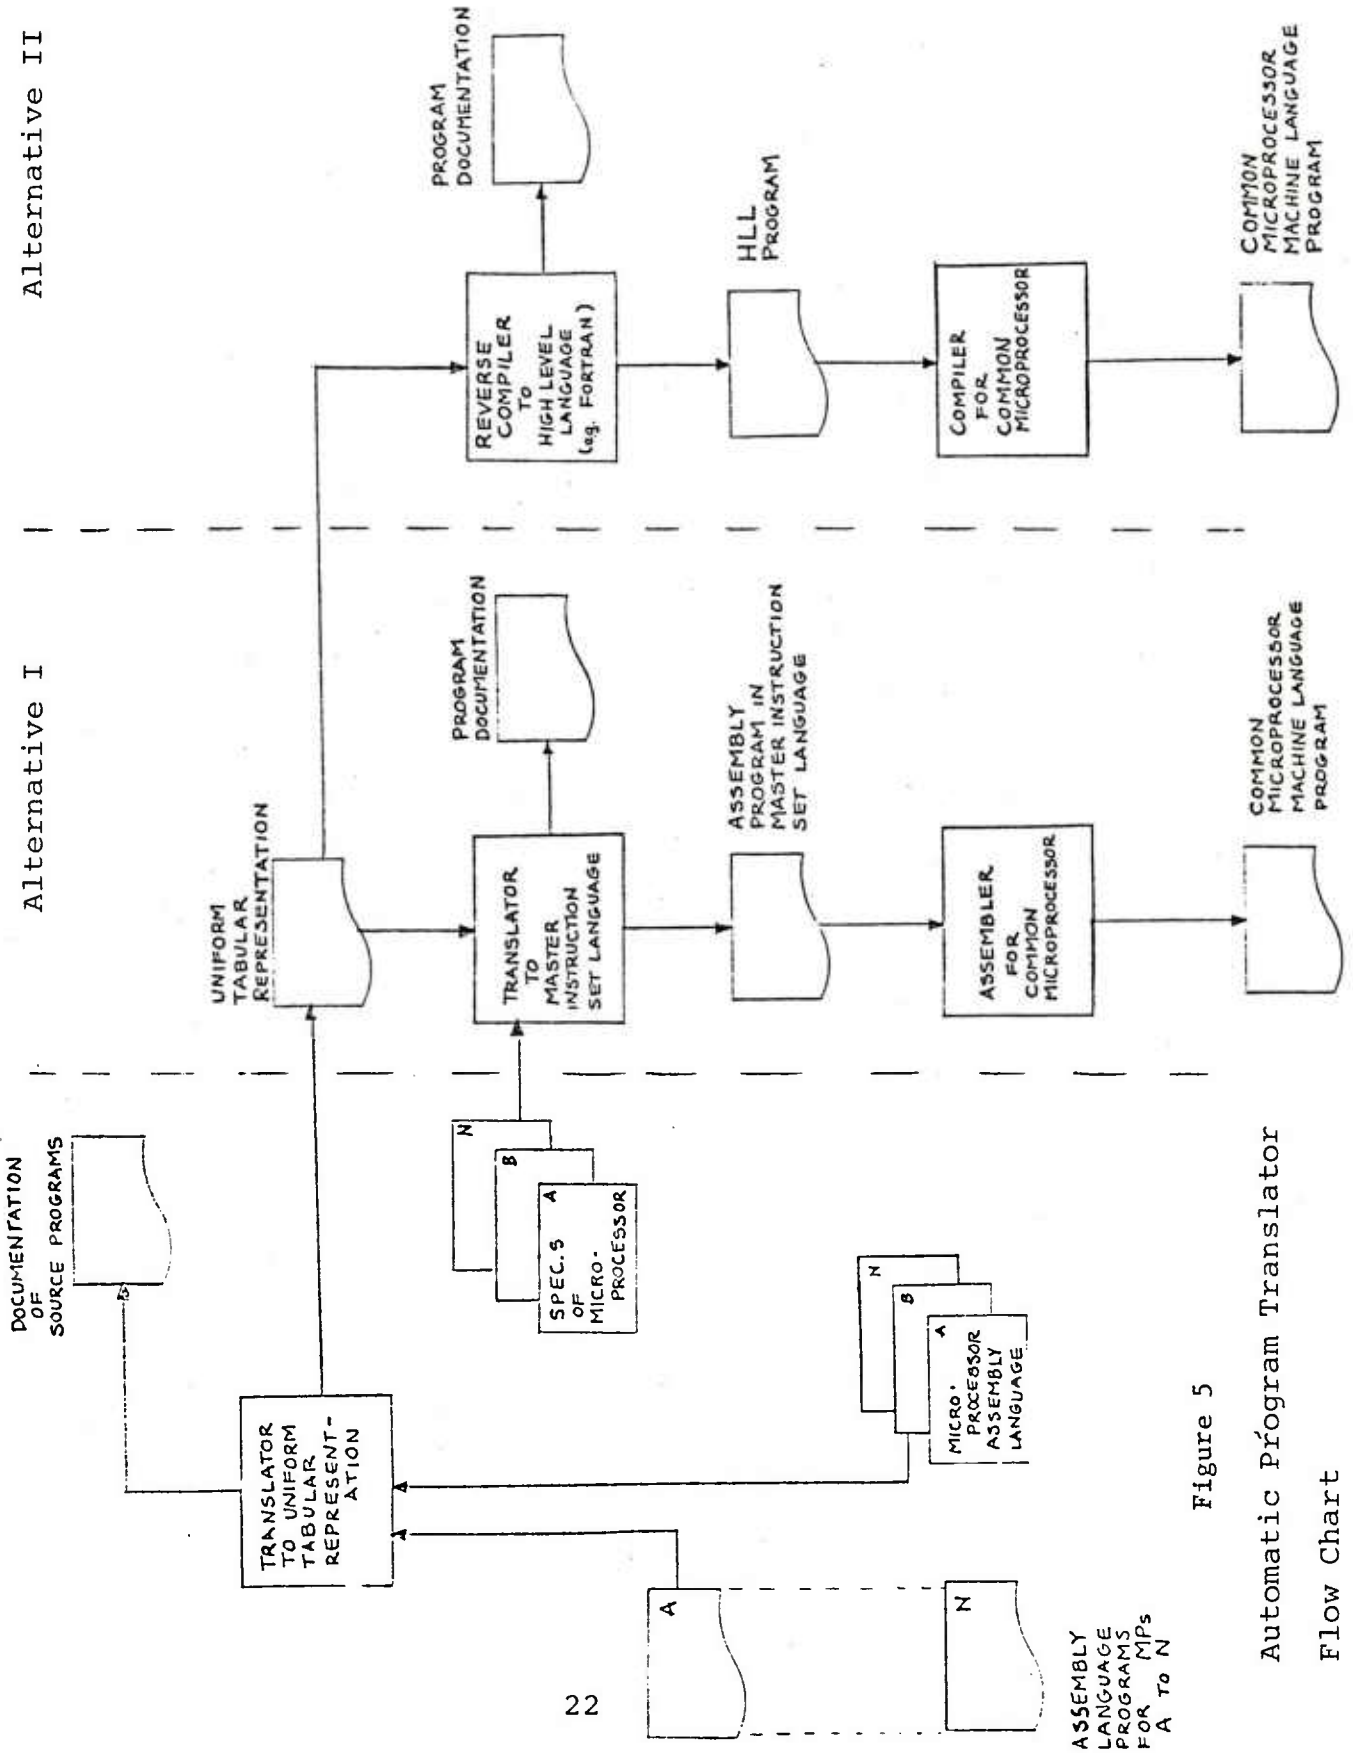 Alternative I
Alternative II
DOCUMENTATION
OF
SOURCE PROGRAMS
TRANSLATOR
TO UNIFORM
TABULAR
REPRESENT-
ATION
UNIFORM
TABULAR
REPRESENTATION
N
B
A
SPEC.S
OF
MICRO-
PROCESSOR
TRANSLATOR
TO
MASTER
INSTRUCTION
SET LANGUAGE
PROGRAM
DOCUMENTATION
REVERSE
COMPILER
TO
HIGH LEVEL
LANGUAGE
(eg. FORTRAN)
PROGRAM
DOCUMENTATION
A
N
ASSEMBLY
LANGUAGE
PROGRAMS
FOR MPs
A TO N
N
B
A
MICRO-
PROCESSOR
ASSEMBLY
LANGUAGE
ASSEMBLY
PROGRAM IN
MASTER INSTRUCTION
SET LANGUAGE
HLL
PROGRAM
ASSEMBLER
FOR
COMMON
MICROPROCESSOR
COMPILER
FOR
COMMON
MICROPROCESSOR
COMMON
MICROPROCESSOR
MACHINE LANGUAGE
PROGRAM
COMMON
MICROPROCESSOR
MACHINE LANGUAGE
PROGRAM
Figure 5
Automatic Program Translator
Flow Chart
22